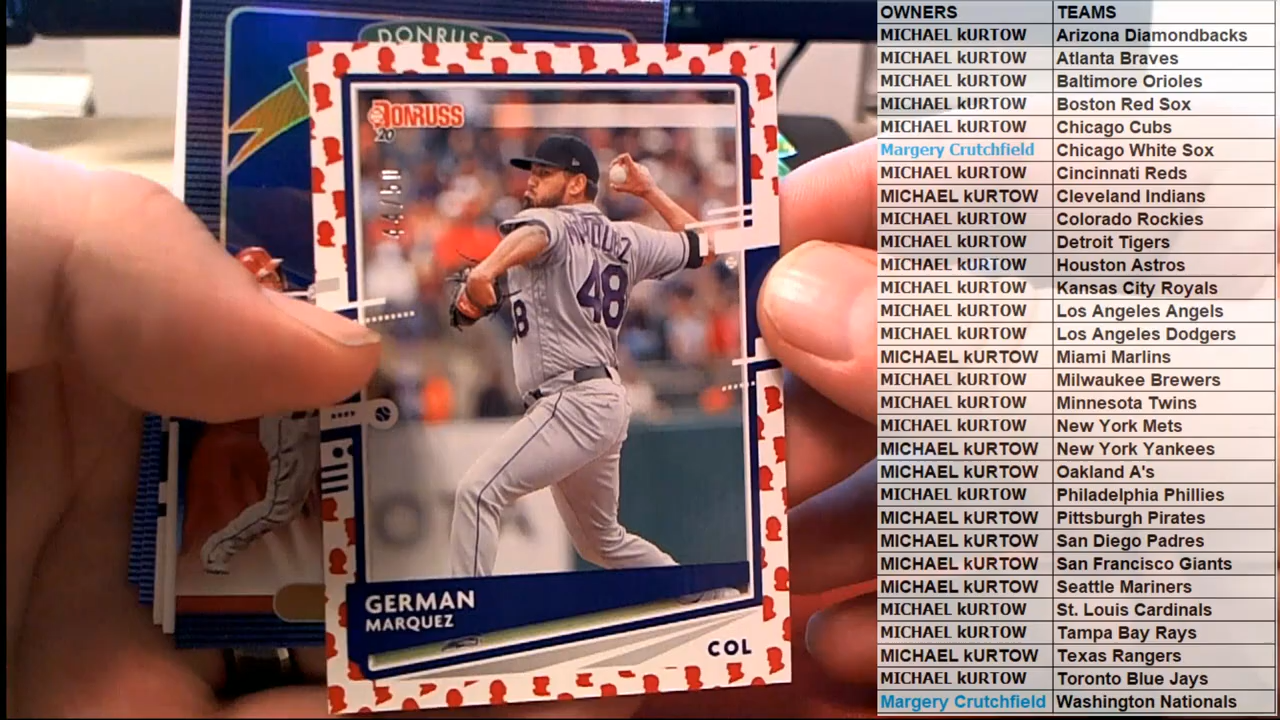 DONRUSS
DONRUSS
20
44/50
MARQUEZ
48
8
GERMAN
MARQUEZ
COL
OWNERS TEAMS
MICHAEL kURTOW Arizona Diamondbacks
MICHAEL kURTOW Atlanta Braves
MICHAEL kURTOW Baltimore Orioles
MICHAEL kURTOW Boston Red Sox
MICHAEL kURTOW Chicago Cubs
Margery Crutchfield Chicago White Sox
MICHAEL kURTOW Cincinnati Reds
MICHAEL kURTOW Cleveland Indians
MICHAEL kURTOW Colorado Rockies
MICHAEL kURTOW Detroit Tigers
MICHAEL kURTOW Houston Astros
MICHAEL kURTOW Kansas City Royals
MICHAEL kURTOW Los Angeles Angels
MICHAEL kURTOW Los Angeles Dodgers
MICHAEL kURTOW Miami Marlins
MICHAEL kURTOW Milwaukee Brewers
MICHAEL kURTOW Minnesota Twins
MICHAEL kURTOW New York Mets
MICHAEL kURTOW New York Yankees
MICHAEL kURTOW Oakland A's
MICHAEL kURTOW Philadelphia Phillies
MICHAEL kURTOW Pittsburgh Pirates
MICHAEL kURTOW San Diego Padres
MICHAEL kURTOW San Francisco Giants
MICHAEL kURTOW Seattle Mariners
MICHAEL kURTOW St. Louis Cardinals
MICHAEL kURTOW Tampa Bay Rays
MICHAEL kURTOW Texas Rangers
MICHAEL kURTOW Toronto Blue Jays
Margery Crutchfield Washington Nationals